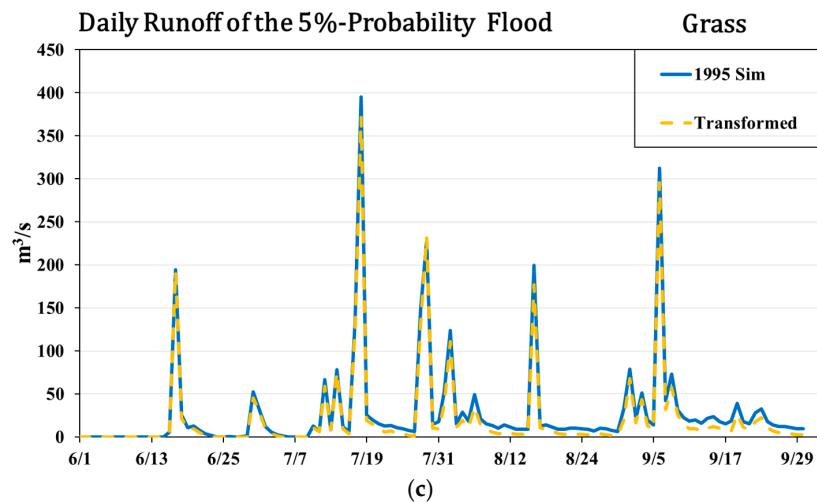 Daily Runoff of the 5%-Probability Flood Grass
450
400
350
300
250
200
150
100
50
0
m³/s
1995 Sim
Transformed
6/1 6/13 6/25 7/7 7/19 7/31 8/12 8/24 9/5 9/17 9/29
(c)